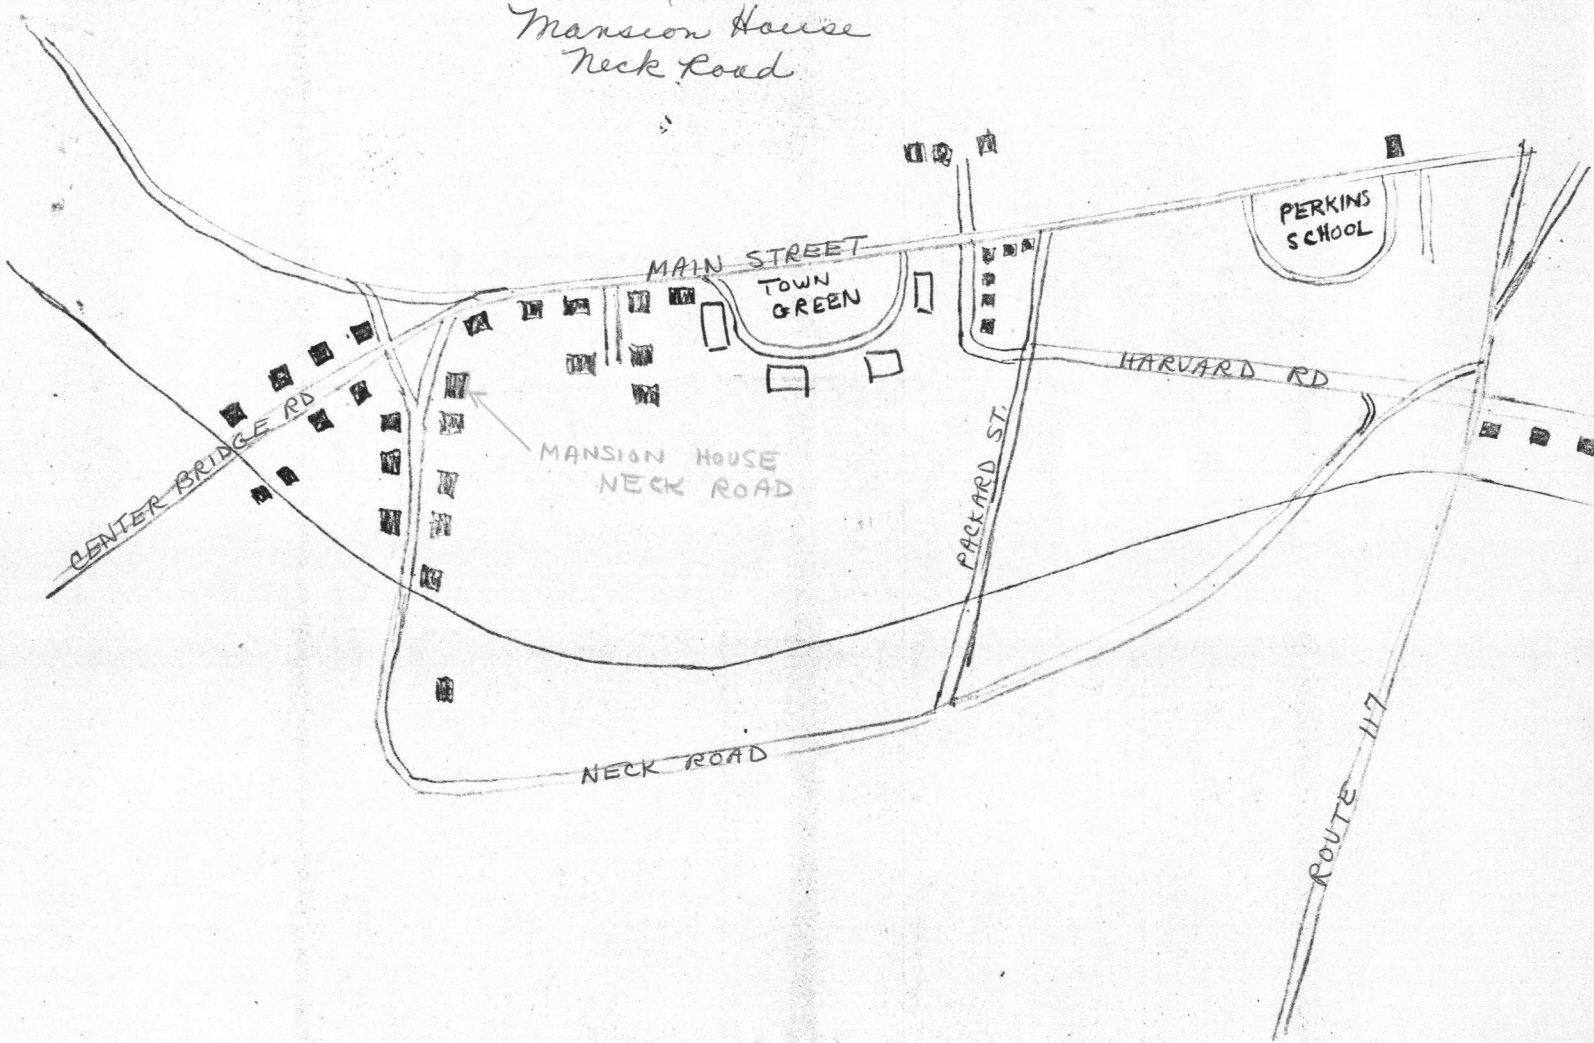 Mansion House
Neck Road
PERKINS
SCHOOL
MAIN STREET
TOWN
GREEN
HARVARD RD
CENTER BRIDGE RD
MANSION HOUSE
NECK ROAD
PACKARD ST.
NECK ROAD
ROUTE 117